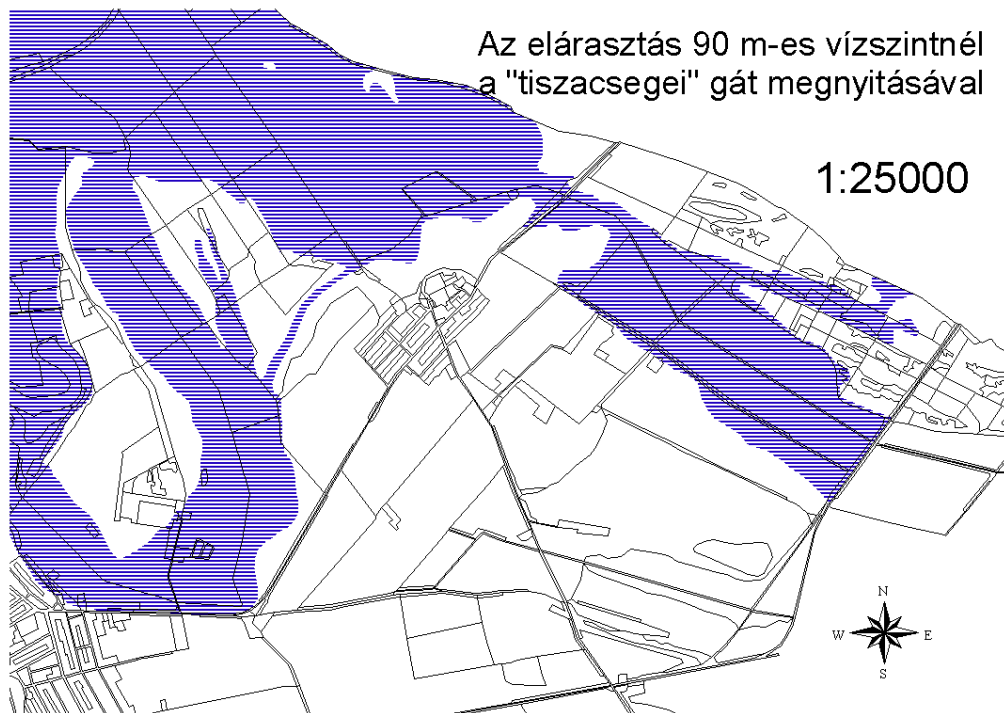 Az elárasztás 90 m-es vízszintnél
a "tiszacsegei" gát megnyitásával
1:25000
N
W E
S